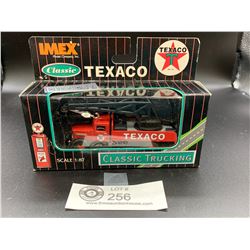 IMEX
Classic
TEXACO
TEXACO
TEXACO
SCALE 1:87
CLASSIC TRUCKING
LOT #
256